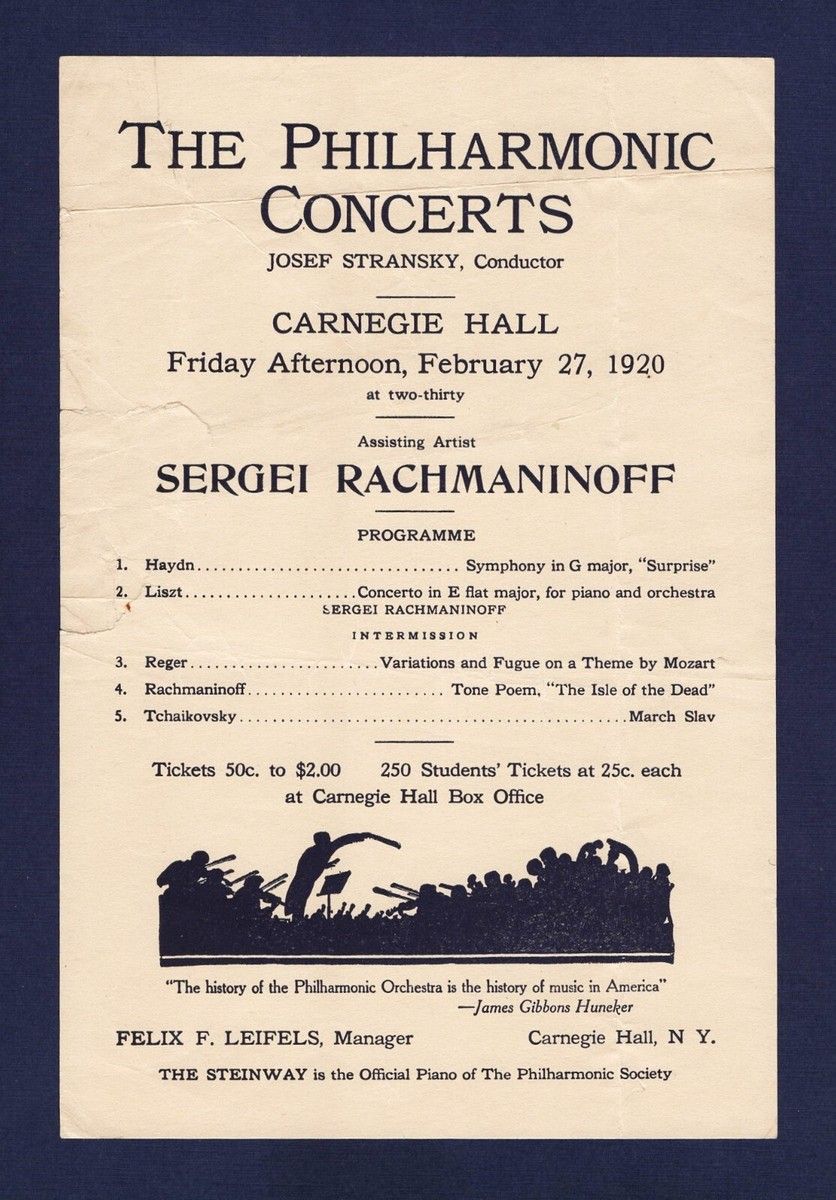 THE PHILHARMONIC
CONCERTS
JOSEF STRANSKY, Conductor
CARNEGIE HALL
Friday Afternoon, February 27, 1920
at two-thirty
Assisting Artist
SERGEI RACHMANINOFF
PROGRAMME
1. Haydn................................ Symphony in G major, "Surprise"
2. Liszt.....................Concerto in E flat major, for piano and orchestra
SERGEI RACHMANINOFF
INTERMISSION
3. Reger.......................Variations and Fugue on a Theme by Mozart
4. Rachmaninoff........................ Tone Poem, "The Isle of the Dead"
5. Tchaikovsky...............................................March Slav
Tickets 50c. to $2.00 250 Students' Tickets at 25c. each
at Carnegie Hall Box Office
"The history of the Philharmonic Orchestra is the history of music in America"
—James Gibbons Huneker
FELIX F. LEIFELS, Manager Carnegie Hall, N Y.
THE STEINWAY is the Official Piano of The Philharmonic Society